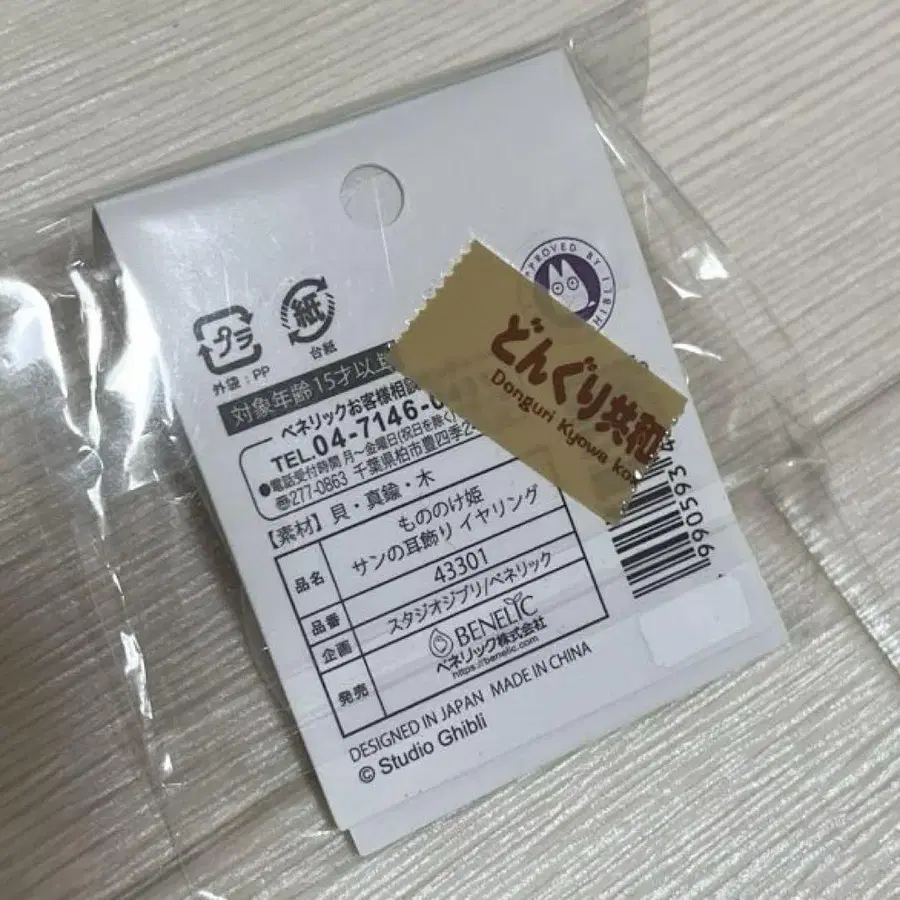 APPROVED BY
プラ
紙
外装:PP
台紙
対象年齢15才以上
ベネリックお客様相談
TEL.04-7146-0
●電話受付時間 月~金曜日(祝日を除く)
〠277-0863 千葉県柏市豊四季2
【素材】貝・真鍮・木
品名
もののけ姫
サンの耳飾り イヤリング
品番
43301
企画
スタジオジブリ/ベネリック
発売
BENELIC
ベネリック株式会社
https://benelic.com
DESIGNED IN JAPAN MADE IN CHINA
© Studio Ghibli
どんぐり共和
Donguri Kyowa
990593